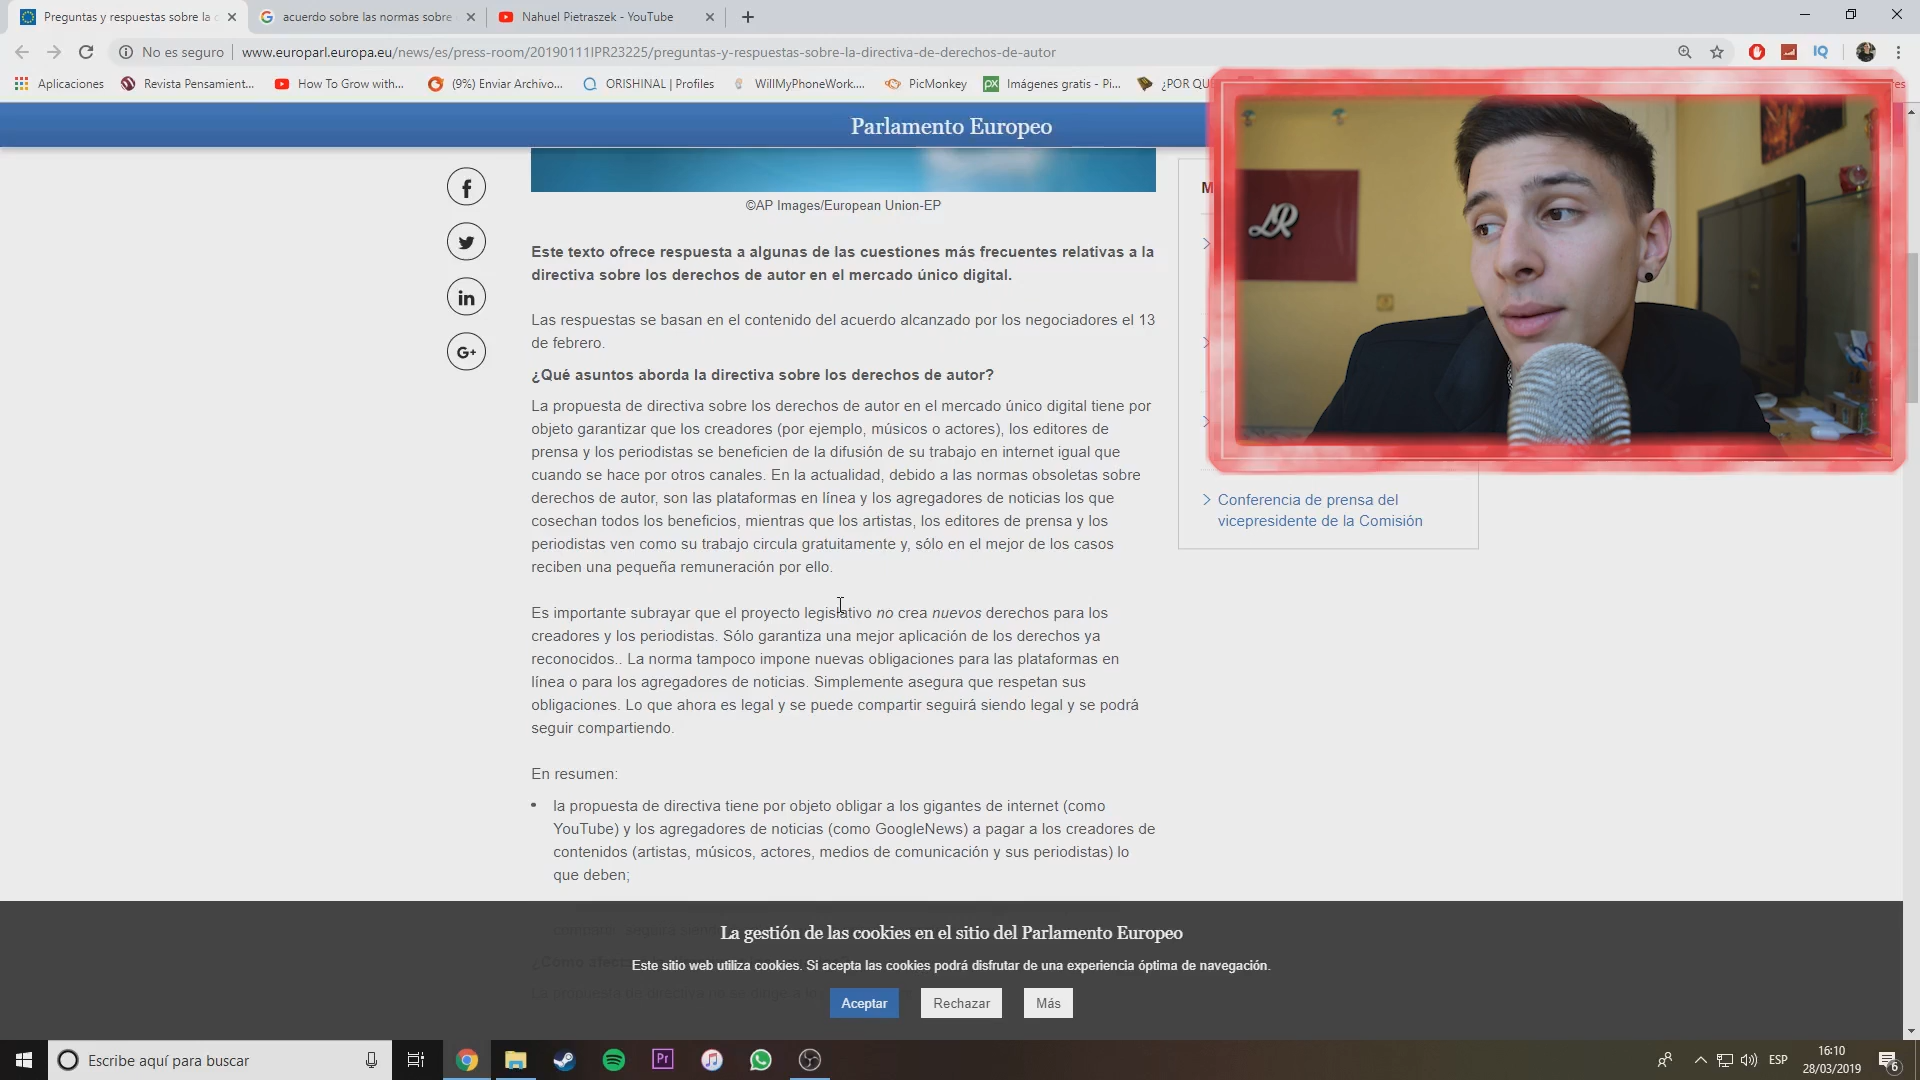 Preguntas y respuestas sobre la
acuerdo sobre las normas sobre
Nahuel Pietraszek - YouTube
No es seguro
www.europarl.europa.eu/news/es/press-room/20190111IPR23225/preguntas-y-respuestas-sobre-la-directiva-de-derechos-de-autor
Aplicaciones
Revista Pensamient...
How To Grow with...
(9%) Enviar Archivo...
ORISHINAL | Profiles
WillMyPhoneWork....
PicMonkey
Imágenes gratis - Pi...
¿POR QU
Parlamento Europeo
©AP Images/European Union-EP
Este texto ofrece respuesta a algunas de las cuestiones más frecuentes relativas a la
directiva sobre los derechos de autor en el mercado único digital.
Las respuestas se basan en el contenido del acuerdo alcanzado por los negociadores el 13
de febrero.
¿Qué asuntos aborda la directiva sobre los derechos de autor?
La propuesta de directiva sobre los derechos de autor en el mercado único digital tiene por
objeto garantizar que los creadores (por ejemplo, músicos o actores), los editores de
prensa y los periodistas se beneficien de la difusión de su trabajo en internet igual que
cuando se hace por otros canales. En la actualidad, debido a las normas obsoletas sobre
derechos de autor, son las plataformas en línea y los agregadores de noticias los que
cosechan todos los beneficios, mientras que los artistas, los editores de prensa y los
periodistas ven como su trabajo circula gratuitamente y, sólo en el mejor de los casos
reciben una pequeña remuneración por ello.
Es importante subrayar que el proyecto legislativo no crea nuevos derechos para los
creadores y los periodistas. Sólo garantiza una mejor aplicación de los derechos ya
reconocidos.. La norma tampoco impone nuevas obligaciones para las plataformas en
línea o para los agregadores de noticias. Simplemente asegura que respetan sus
obligaciones. Lo que ahora es legal y se puede compartir seguirá siendo legal y se podrá
seguir compartiendo.
En resumen:
• la propuesta de directiva tiene por objeto obligar a los gigantes de internet (como
YouTube) y los agregadores de noticias (como GoogleNews) a pagar a los creadores de
contenidos (artistas, músicos, actores, medios de comunicación y sus periodistas) lo
que deben;
Conferencia de prensa del
vicepresidente de la Comisión
La gestión de las cookies en el sitio del Parlamento Europeo
Este sitio web utiliza cookies. Si acepta las cookies podrá disfrutar de una experiencia óptima de navegación.
Aceptar
Rechazar
Más
Escribe aquí para buscar
ESP
16:10
28/03/2019
6